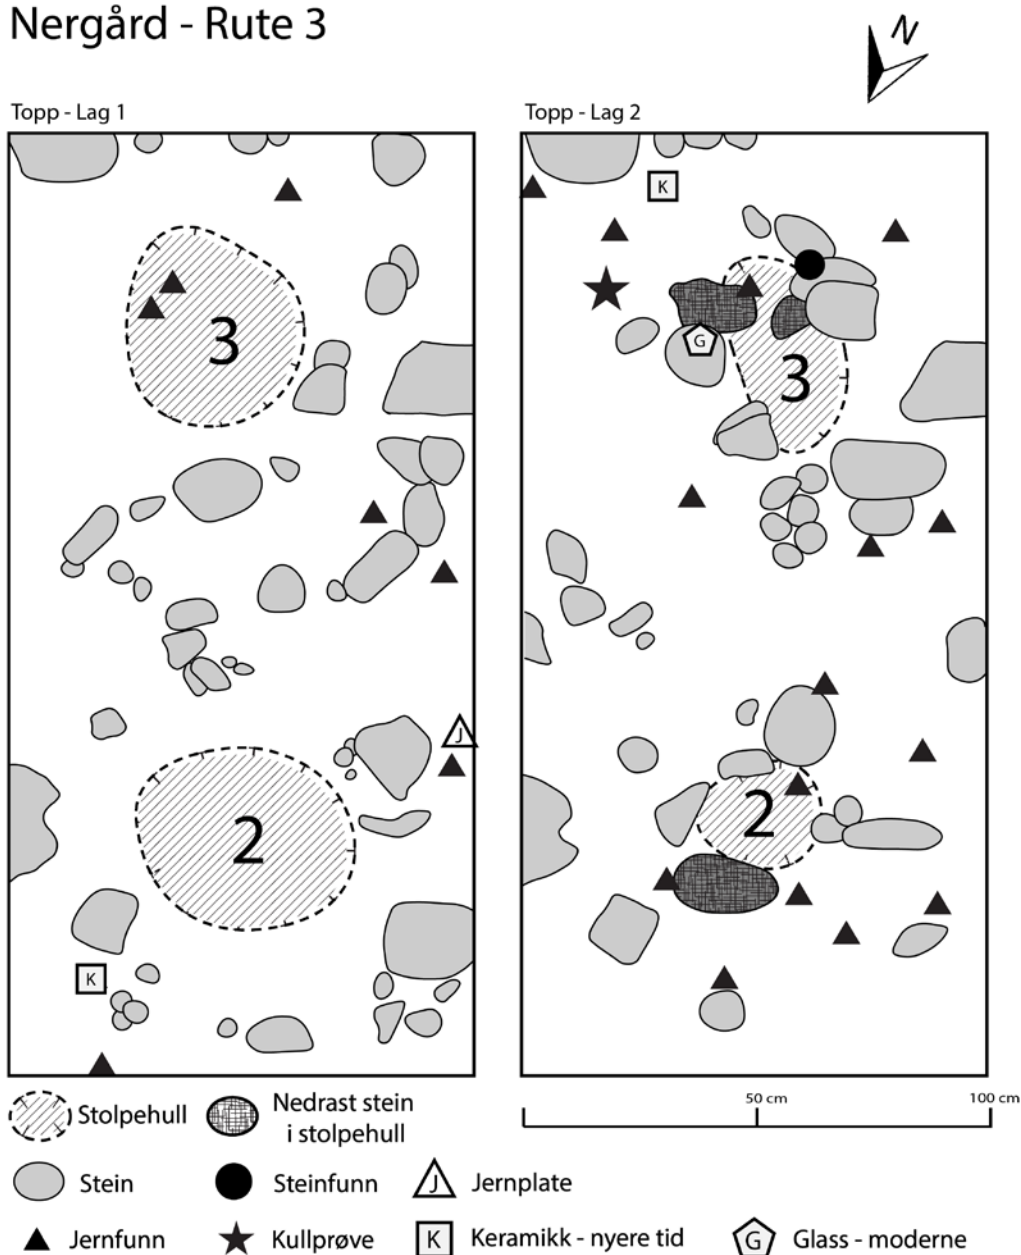 Nergård - Rute 3
N
Topp - Lag 1
Topp - Lag 2
K
3
G
3
J
2
2
K
50 cm
100 cm
Stolpehull
Nedrast stein
i stolpehull
Stein
Steinfunn
J Jernplate
Jernfunn
Kullprøve
K Keramikk - nyere tid
G Glass - moderne